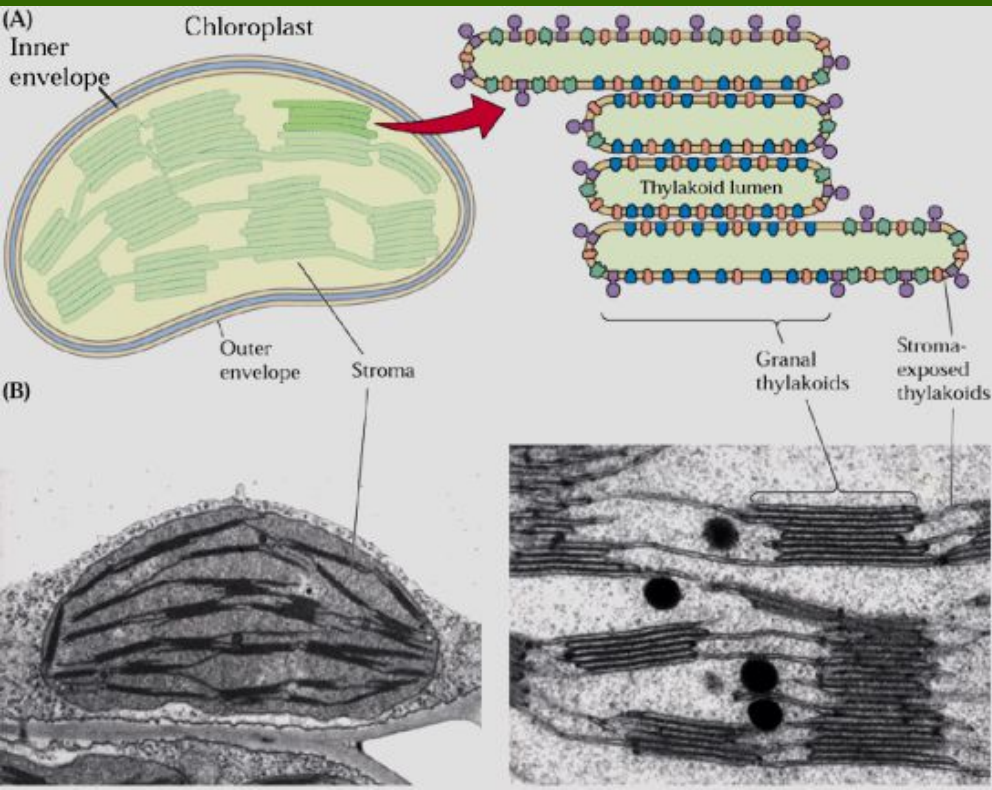 (A)
Chloroplast
Inner
envelope
Thylakoid lumen
Outer
envelope
Stroma
Granal
thylakoids
Stroma-
exposed
thylakoids
(B)